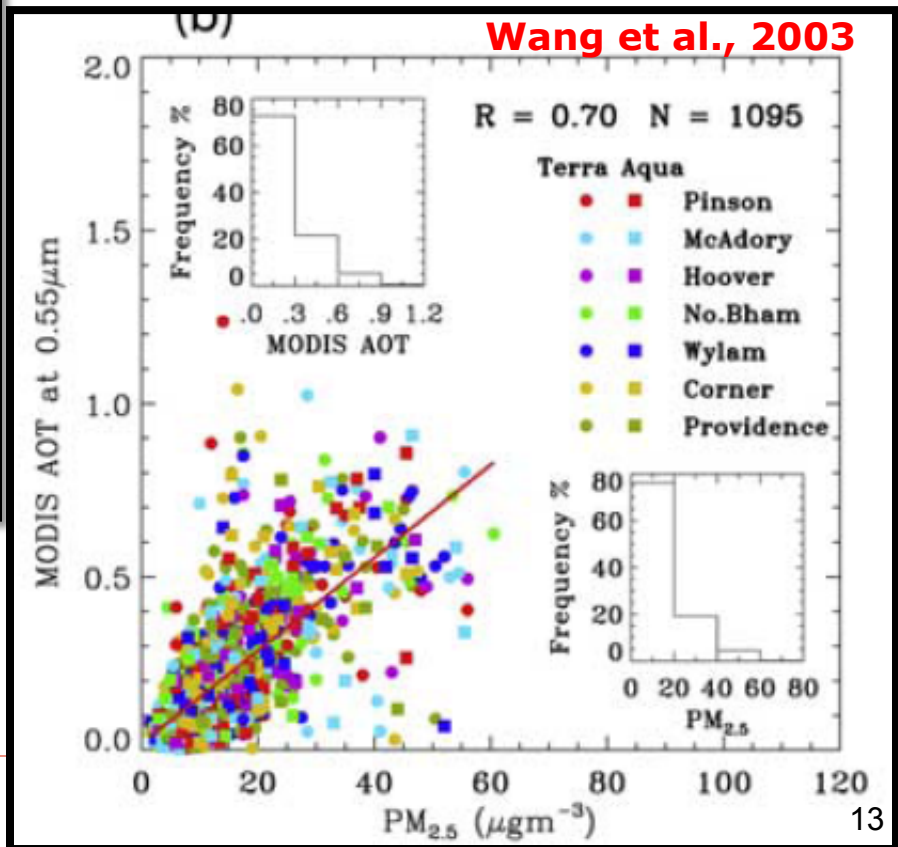 (b)
Wang et al., 2003
2.0
1.5
1.0
0.5
0.0
MODIS AOT at 0.55μm
80
60
40
20
0
Frequency %
.0 .3 .6 .9 1.2
MODIS AOT
R = 0.70 N = 1095
Terra Aqua
Pinson
McAdory
Hoover
No.Bham
Wylam
Corner
Providence
80
60
40
20
0
Frequency %
0 20 40 60 80
PM2.5
0 20 40 60 80 100 120
PM2.5 (μgm−3)
13